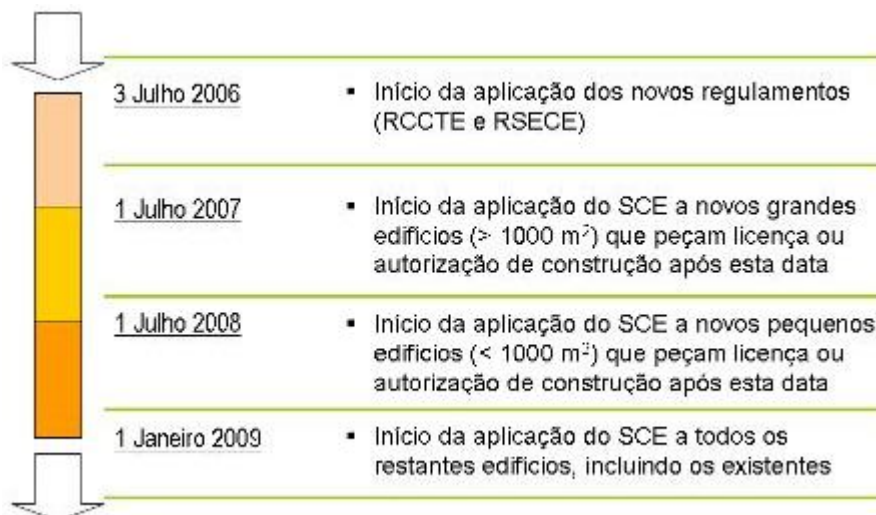 3 Julho 2006
▪ Início da aplicação dos novos regulamentos
(RCCTE e RSECE)
1 Julho 2007
▪ Início da aplicação do SCE a novos grandes
edifícios (> 1000 m²) que peçam licença ou
autorização de construção após esta data
1 Julho 2008
▪ Início da aplicação do SCE a novos pequenos
edifícios (< 1000 m²) que peçam licença ou
autorização de construção após esta data
1 Janeiro 2009
▪ Início da aplicação do SCE a todos os
restantes edifícios, incluindo os existentes